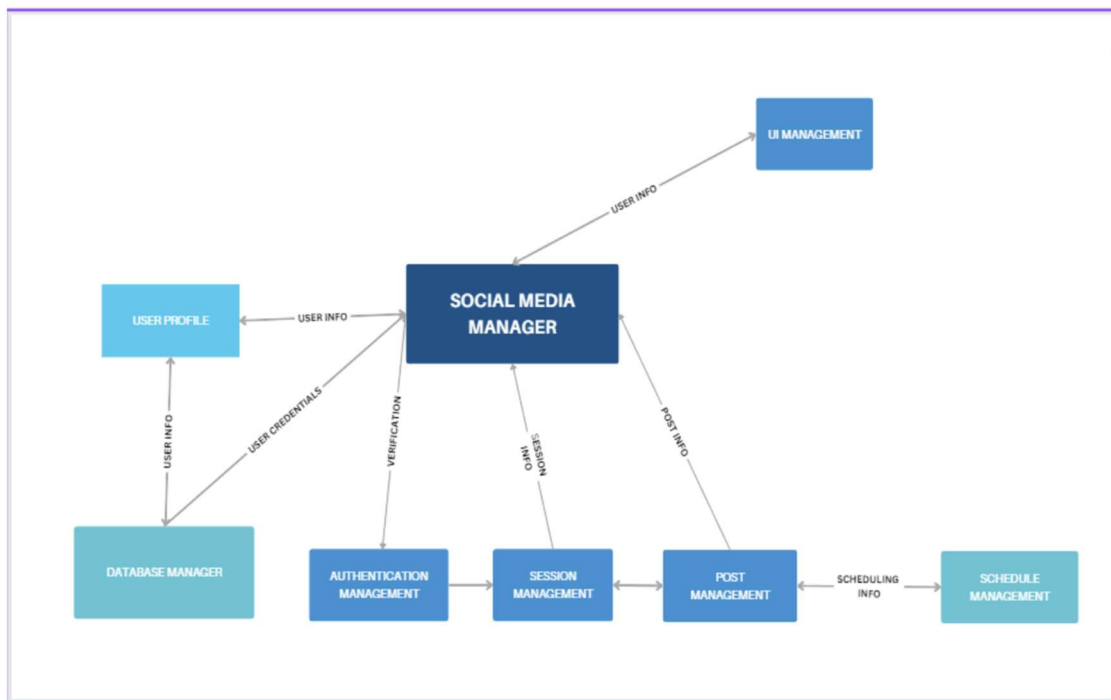 UI MANAGEMENT
USER INFO
SOCIAL MEDIA
MANAGER
USER PROFILE
USER INFO
USER INFO
USER CREDENTIALS
VERIFICATION
SESSION
INFO
POST INFO
DATABASE MANAGER
AUTHENTICATION
MANAGEMENT
SESSION
MANAGEMENT
POST
MANAGEMENT
SCHEDULING
INFO
SCHEDULE
MANAGEMENT